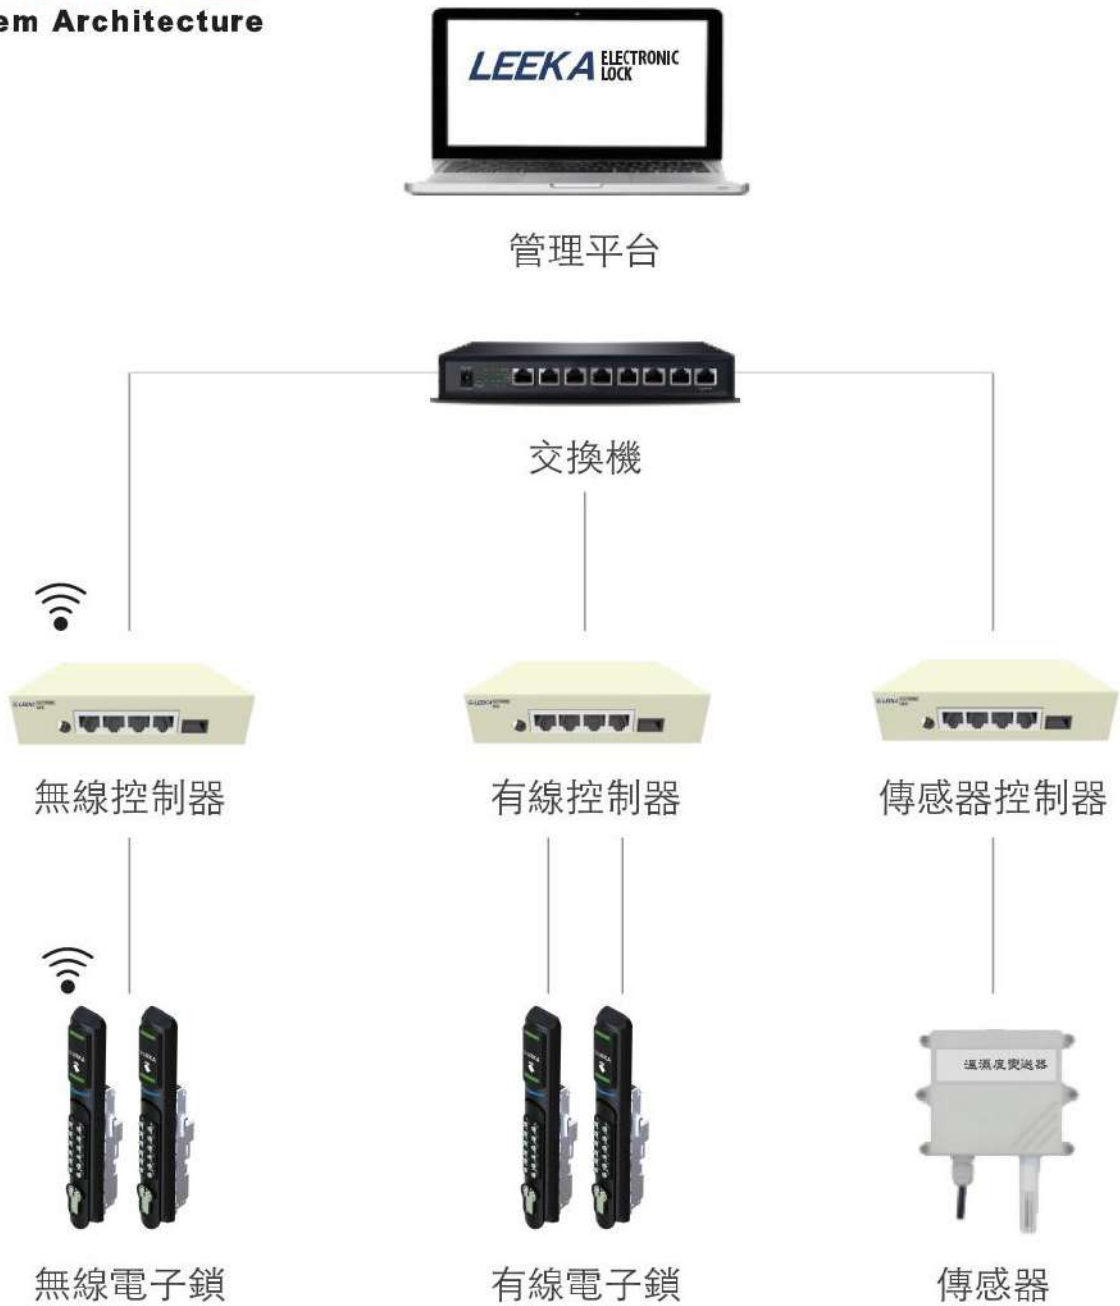 em Architecture
LEEKA ELECTRONIC
LOCK
管理平台
交換機
無線控制器
有線控制器
傳感器控制器
溫濕度變送器
無線電子鎖
有線電子鎖
傳感器